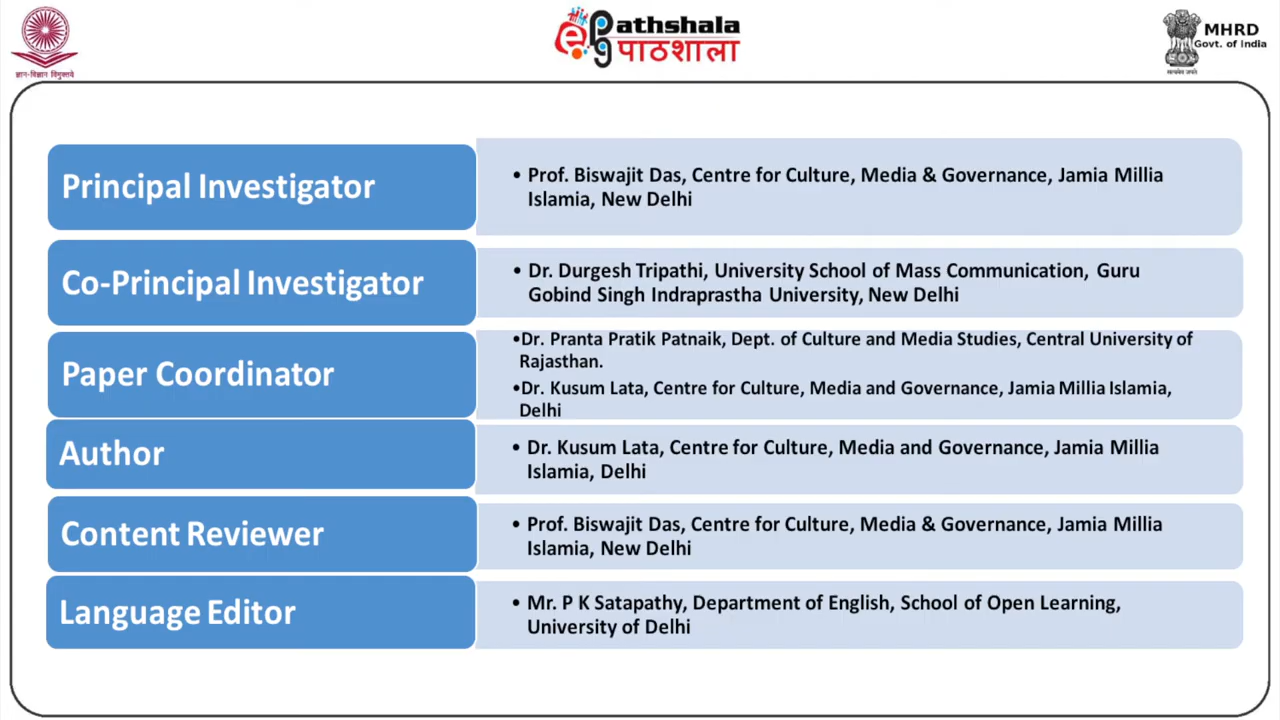 ज्ञान-विज्ञान विमुक्तये
ePG Pathshala
पाठशाला
सत्यमेव जयते
MHRD
Govt. of India
Principal Investigator
• Prof. Biswajit Das, Centre for Culture, Media & Governance, Jamia Millia
Islamia, New Delhi
Co-Principal Investigator
• Dr. Durgesh Tripathi, University School of Mass Communication, Guru
Gobind Singh Indraprastha University, New Delhi
Paper Coordinator
•Dr. Pranta Pratik Patnaik, Dept. of Culture and Media Studies, Central University of
Rajasthan.
•Dr. Kusum Lata, Centre for Culture, Media and Governance, Jamia Millia Islamia,
Delhi
Author
• Dr. Kusum Lata, Centre for Culture, Media and Governance, Jamia Millia
Islamia, Delhi
Content Reviewer
• Prof. Biswajit Das, Centre for Culture, Media & Governance, Jamia Millia
Islamia, New Delhi
Language Editor
• Mr. P K Satapathy, Department of English, School of Open Learning,
University of Delhi